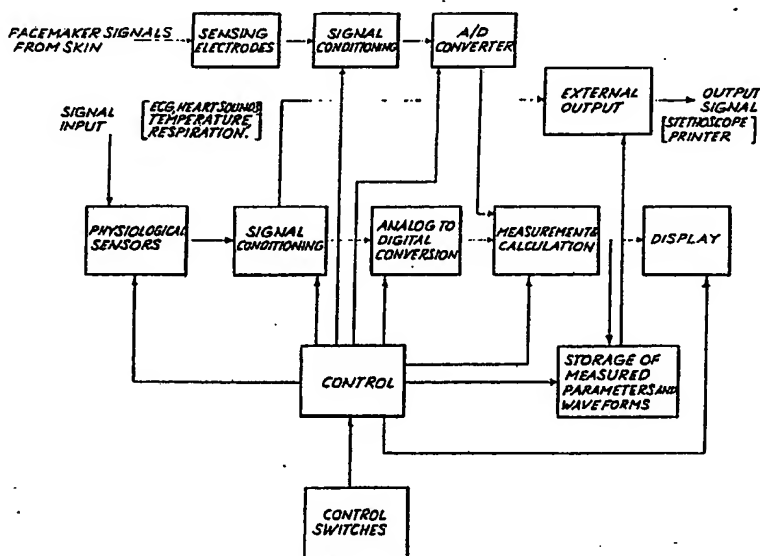 PACEMAKER SIGNALS
FROM SKIN
SENSING
ELECTRODES
SIGNAL
CONDITIONING
A/D
CONVERTER
EXTERNAL
OUTPUT
OUTPUT
SIGNAL
[STETHOSCOPE
PRINTER]
SIGNAL
INPUT
[ECG, HEART SOUNDS
TEMPERATURE,
RESPIRATION.]
PHYSIOLOGICAL
SENSORS
SIGNAL
CONDITIONING
ANALOG TO
DIGITAL
CONVERSION
MEASUREMENT&
CALCULATION
DISPLAY
CONTROL
STORAGE OF
MEASURED
PARAMETERS AND
WAVEFORMS
CONTROL
SWITCHES